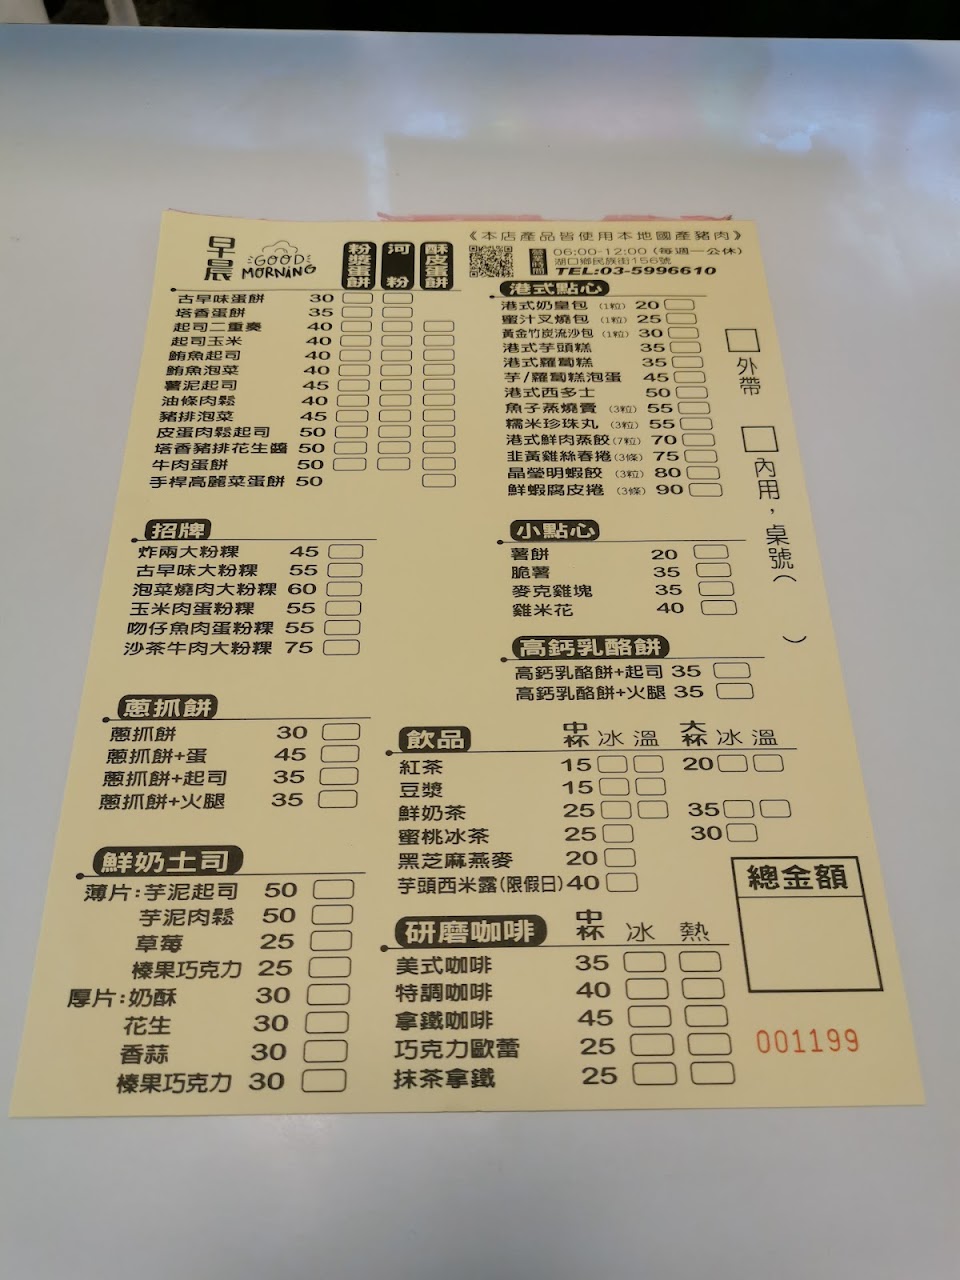 早晨
GOOD MORNING
粉漿蛋餅 河粉 酥皮蛋餅
古早味蛋餅 30
塔香蛋餅 35
起司二重奏 40
起司玉米 40
鮪魚起司 40
鮪魚泡菜 40
薯泥起司 45
油條肉鬆 40
豬排泡菜 45
皮蛋肉鬆起司 50
塔香豬排花生醬 50
牛肉蛋餅 50
手桿高麗菜蛋餅 50
招牌
炸兩大粉粿 45
古早味大粉粿 55
泡菜燒肉大粉粿 60
玉米肉蛋粉粿 55
吻仔魚肉蛋粉粿 55
沙茶牛肉大粉粿 75
蔥抓餅
蔥抓餅 30
蔥抓餅+蛋 45
蔥抓餅+起司 35
蔥抓餅+火腿 35
鮮奶土司
薄片:芋泥起司 50
芋泥肉鬆 50
草莓 25
榛果巧克力 25
厚片:奶酥 30
花生 30
香蒜 30
榛果巧克力 30
《本店產品皆使用本地國產豬肉》
營業時間
06:00-12:00 (每週一公休)
湖口鄉民族街156號
TEL:03-5996610
港式點心
港式奶皇包 (1粒) 20
蜜汁叉燒包 (1粒) 25
黃金竹炭流沙包 (1粒) 30
港式芋頭糕 35
港式蘿蔔糕 35
芋/蘿蔔糕泡蛋 45
港式西多士 50
魚子蒸燒賣 (3粒) 55
糯米珍珠丸 (3粒) 55
港式鮮肉蒸餃(7粒) 70
韭黃雞絲春捲(3條) 75
晶瑩明蝦餃 (3粒) 80
鮮蝦腐皮捲 (3條) 90
小點心
薯餅 20
脆薯 35
麥克雞塊 35
雞米花 40
高鈣乳酪餅
高鈣乳酪餅+起司 35
高鈣乳酪餅+火腿 35
飲品 中杯 冰 溫 大杯 冰 溫
紅茶 15 20
豆漿 15
鮮奶茶 25 35
蜜桃冰茶 25 30
黑芝麻燕麥 20
芋頭西米露(限假日) 40
研磨咖啡 中杯 冰 熱
美式咖啡 35
特調咖啡 40
拿鐵咖啡 45
巧克力歐蕾 25
抹茶拿鐵 25
外帶
內用，桌號( )
總金額
001199